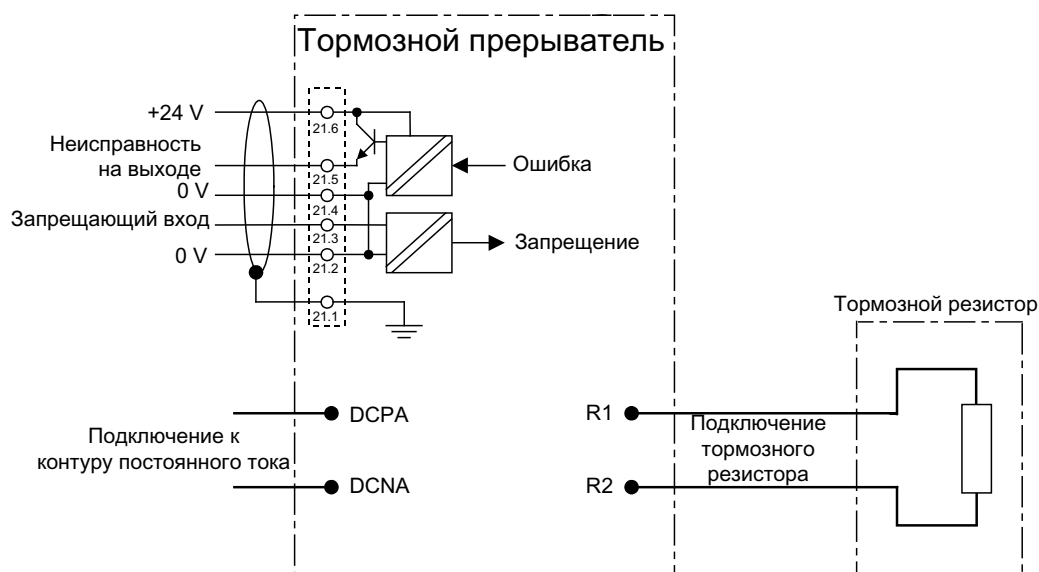 Тормозной прерыватель
+24 V
21.6
Неисправность
на выходе
21.5
Ошибка
0 V
21.4
Запрещающий вход
21.3
Запрещение
0 V
21.2
21.1
Тормозной резистор
DCPA
R1
Подключение к
контуру постоянного тока
Подключение
тормозного
резистора
DCNA
R2